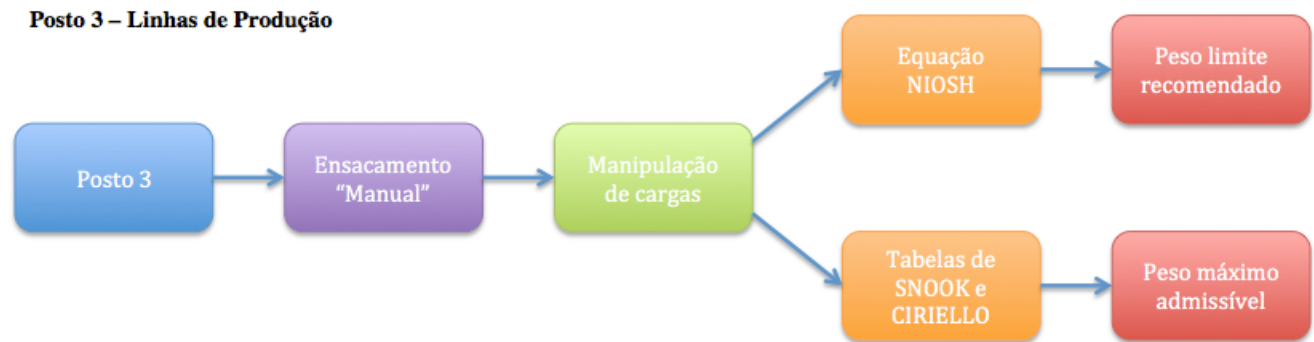 Posto 3 – Linhas de Produção
Posto 3
Ensacamento
“Manual”
Manipulação
de cargas
Equação
NIOSH
Peso limite
recomendado
Tabelas de
SNOOK e
CIRIELLO
Peso máximo
admissível